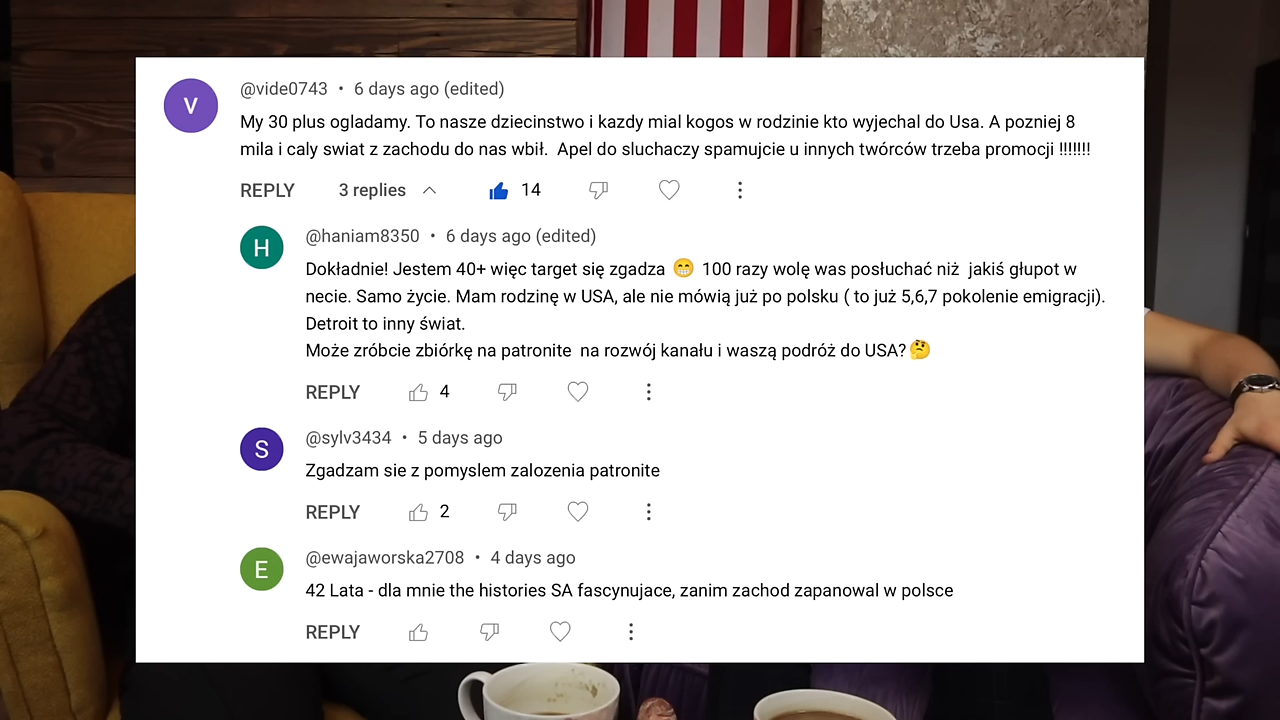 V
@vide0743 • 6 days ago (edited)
My 30 plus ogladamy. To nasze dziecinstwo i kazdy mial kogos w rodzinie kto wyjechal do Usa. A pozniej 8
mila i caly swiat z zachodu do nas wbił.  Apel do sluchaczy spamujcie u innych twórców trzeba promocji !!!!!!!
REPLY 3 replies 14
H
@haniam8350 • 6 days ago (edited)
Dokładnie! Jestem 40+ więc target się zgadza 😁 100 razy wolę was posłuchać niż  jakiś głupot w
necie. Samo życie. Mam rodzinę w USA, ale nie mówią już po polsku ( to już 5,6,7 pokolenie emigracji).
Detroit to inny świat.
Może zróbcie zbiórkę na patronite  na rozwój kanału i waszą podróż do USA?🤔
REPLY 4
S
@sylv3434 • 5 days ago
Zgadzam sie z pomyslem zalozenia patronite
REPLY 2
E
@ewajaworska2708 • 4 days ago
42 Lata - dla mnie the histories SA fascynujace, zanim zachod zapanowal w polsce
REPLY